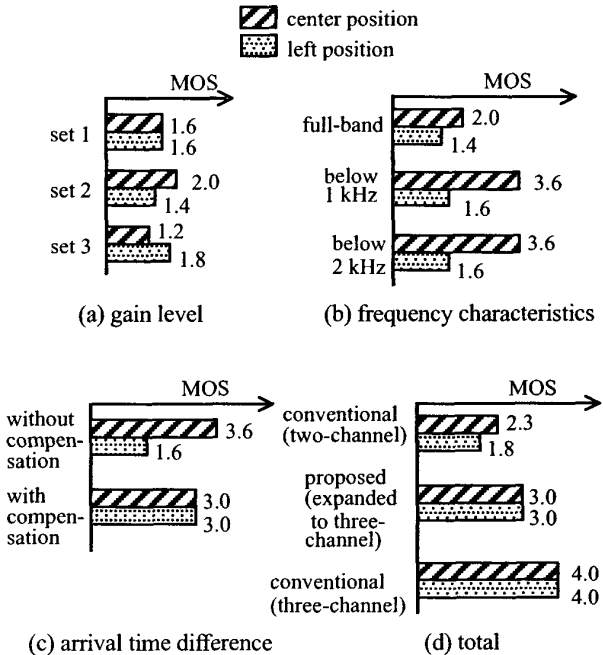 center position
left position
MOS
set 1
1.6
1.6
set 2
2.0
1.4
set 3
1.2
1.8
(a) gain level
MOS
full-band
2.0
1.4
below
1 kHz
3.6
1.6
below
2 kHz
3.6
1.6
(b) frequency characteristics
MOS
without
compen-
sation
3.6
1.6
with
compen-
sation
3.0
3.0
(c) arrival time difference
MOS
conventional
(two-channel)
2.3
1.8
proposed
(expanded
to three-
channel)
3.0
3.0
conventional
(three-channel)
4.0
4.0
(d) total